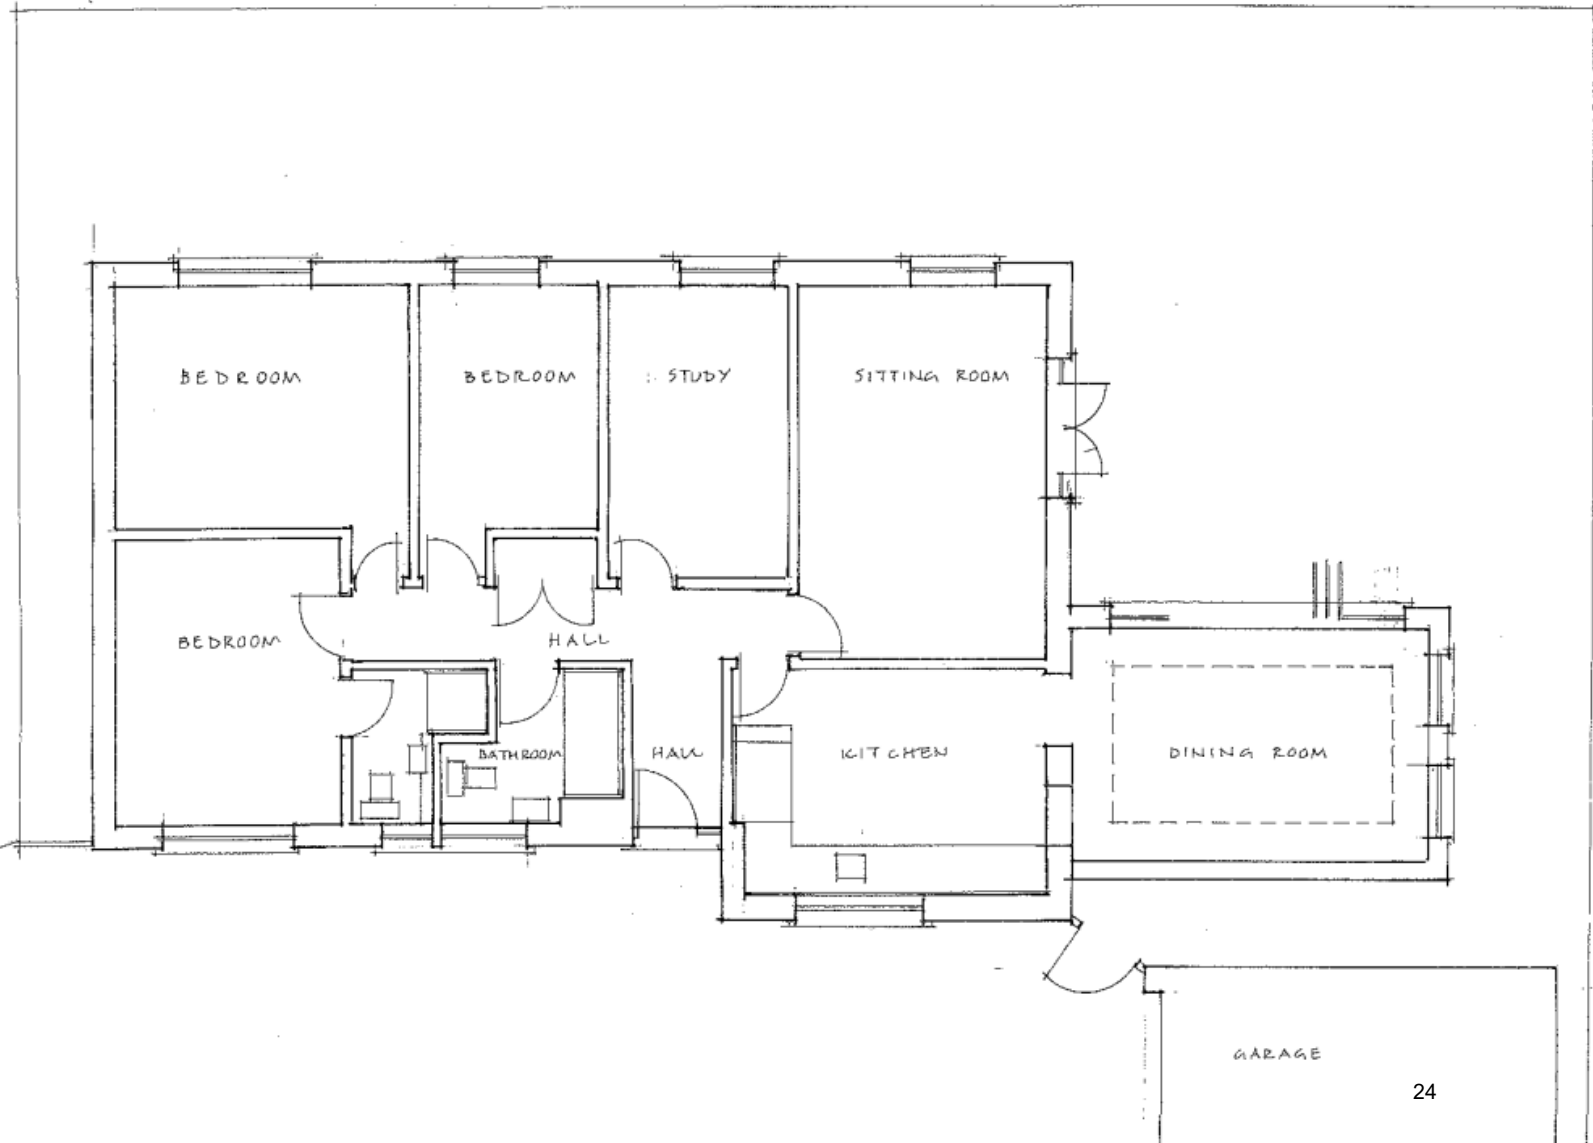 BEDROOM
BEDROOM
STUDY
SITTING ROOM
BEDROOM
HALL
BATHROOM
HALL
KITCHEN
DINING ROOM
GARAGE
24